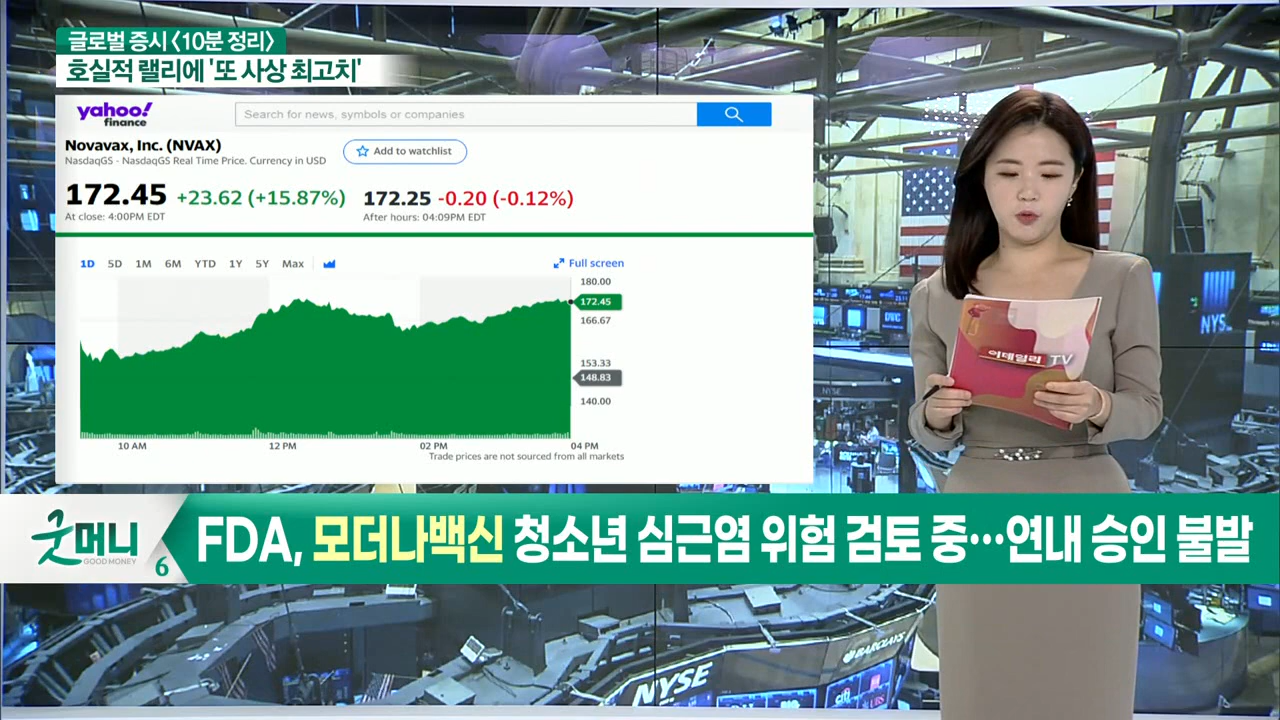 글로벌 증시 〈10분 정리〉
호실적 랠리에 '또 사상 최고치'
yahoo!
finance
Search for news, symbols or companies
Novavax, Inc. (NVAX)
NasdaqGS - NasdaqGS Real Time Price. Currency in USD
Add to watchlist
172.45 +23.62 (+15.87%)
At close: 4:00PM EDT
172.25 -0.20 (-0.12%)
After hours: 04:09PM EDT
1D 5D 1M 6M YTD 1Y 5Y Max
Full screen
180.00
172.45
166.67
153.33
148.83
140.00
10 AM 12 PM 02 PM 04 PM
Trade prices are not sourced from all markets
이데일리 TV
NYSE
굿머니
GOOD MONEY
6
FDA, 모더나백신 청소년 심근염 위험 검토 중…연내 승인 불발
NYSE
BARCLAYS
citi
UBS